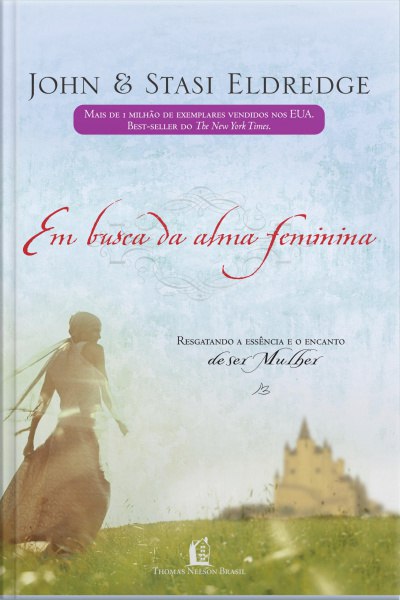 JOHN & STASI ELDREDGE
MAIS DE 1 MILHÃO DE EXEMPLARES VENDIDOS NOS EUA.
BEST-SELLER DO The New York Times.
Em busca da alma feminina
RESGATANDO A ESSÊNCIA E O ENCANTO
de ser Mulher
THOMAS NELSON BRASIL